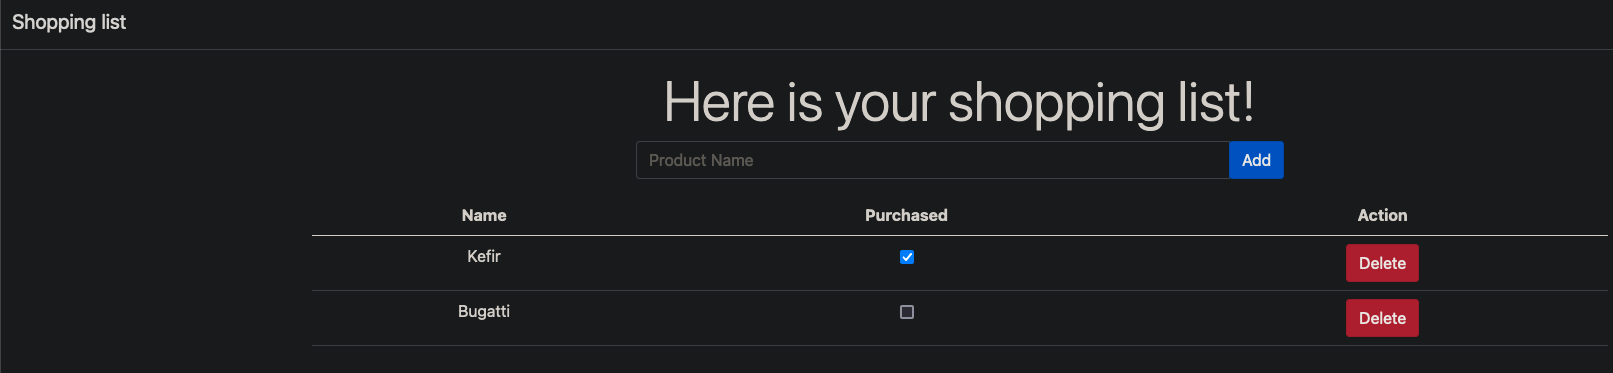 Shopping list
Here is your shopping list!
Product Name Add
Name Purchased Action
Kefir Delete
Bugatti Delete